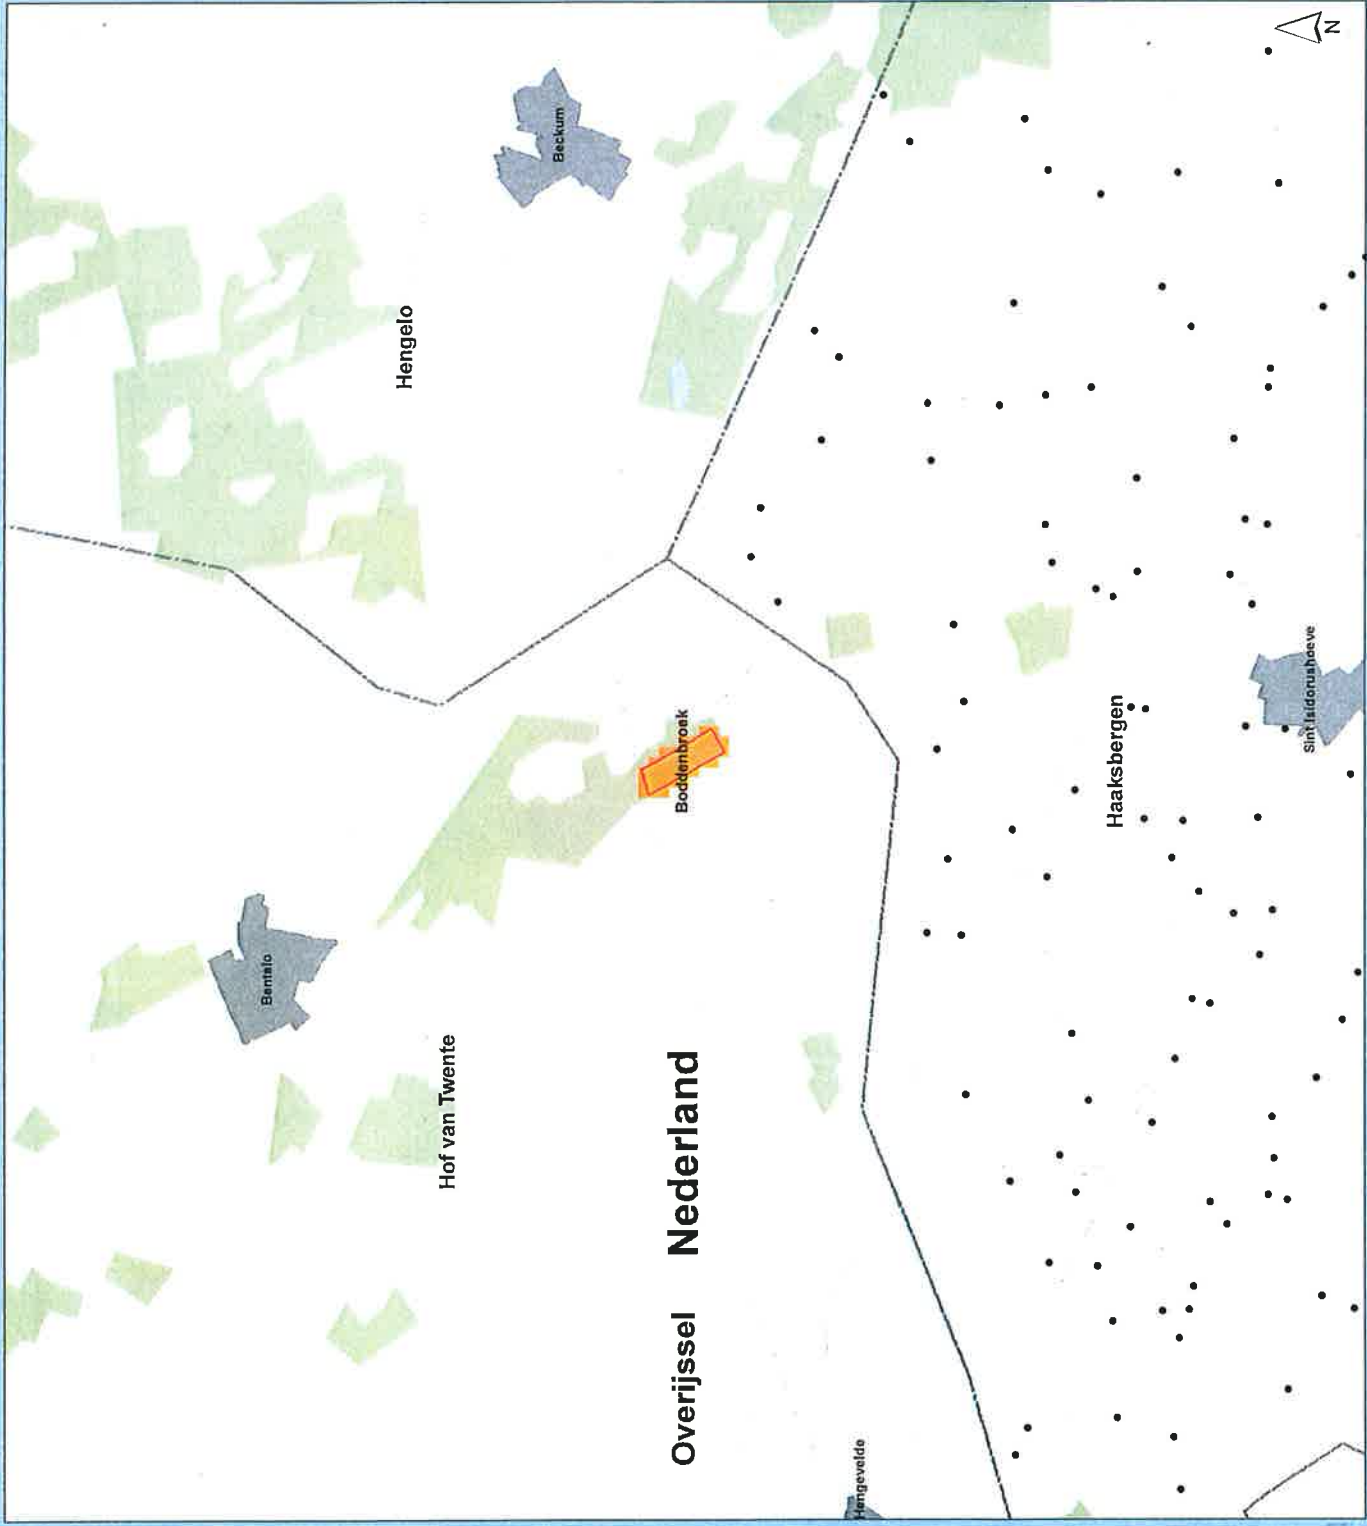 Bentelo
Hengelo
Hof van Twente
Beckum
Overijssel Nederland
Boddenbroek
Hengevelde
Haaksbergen
Sint Isidorushoeve
N